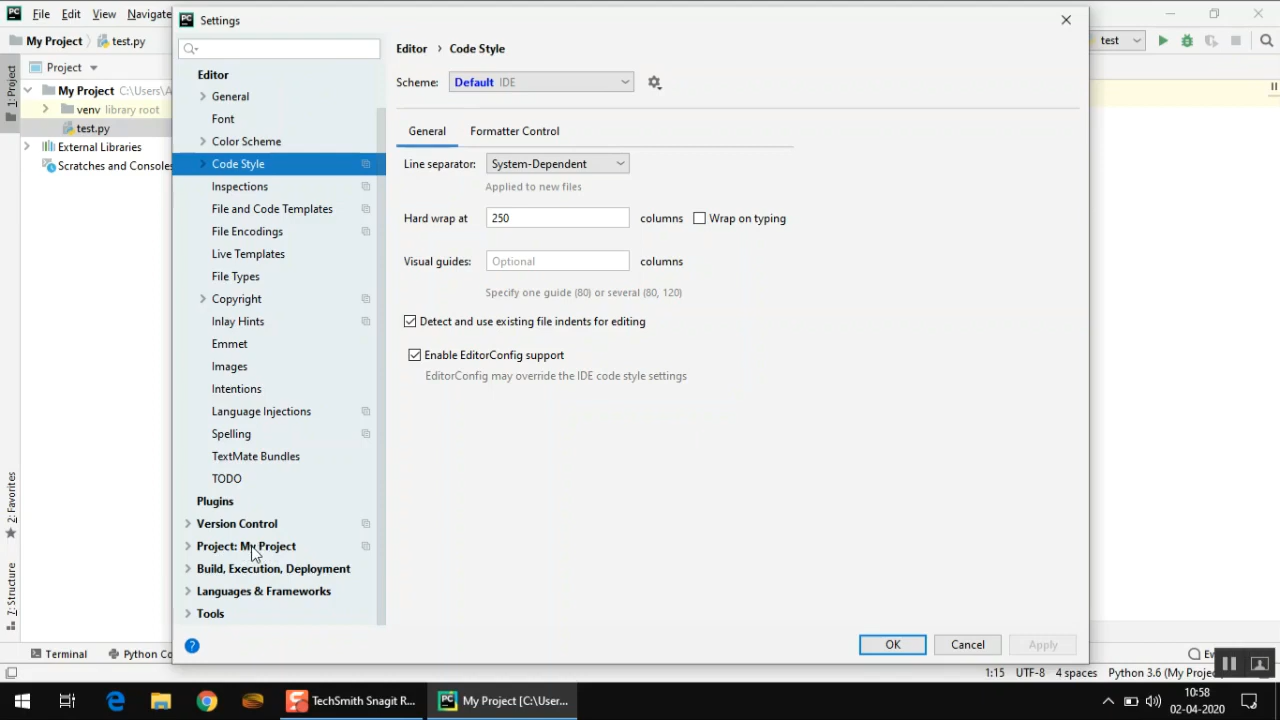 File Edit View Navigate
Settings
My Project test.py
test
Project
1: Project
My Project C:\Users\A
venv library root
test.py
External Libraries
Scratches and Consoles
2: Favorites
7: Structure
Editor
General
Font
Color Scheme
Code Style
Inspections
File and Code Templates
File Encodings
Live Templates
File Types
Copyright
Inlay Hints
Emmet
Images
Intentions
Language Injections
Spelling
TextMate Bundles
TODO
Plugins
Version Control
Project: My Project
Build, Execution, Deployment
Languages & Frameworks
Tools
Editor › Code Style
Scheme: Default IDE
General Formatter Control
Line separator: System-Dependent
Applied to new files
Hard wrap at 250 columns Wrap on typing
Visual guides: Optional columns
Specify one guide (80) or several (80, 120)
Detect and use existing file indents for editing
Enable EditorConfig support
EditorConfig may override the IDE code style settings
? OK Cancel Apply
Terminal Python Co Ev
1:15 UTF-8 4 spaces Python 3.6 (My Projec
TechSmith Snagit R... My Project [C:\User... 10:58
02-04-2020